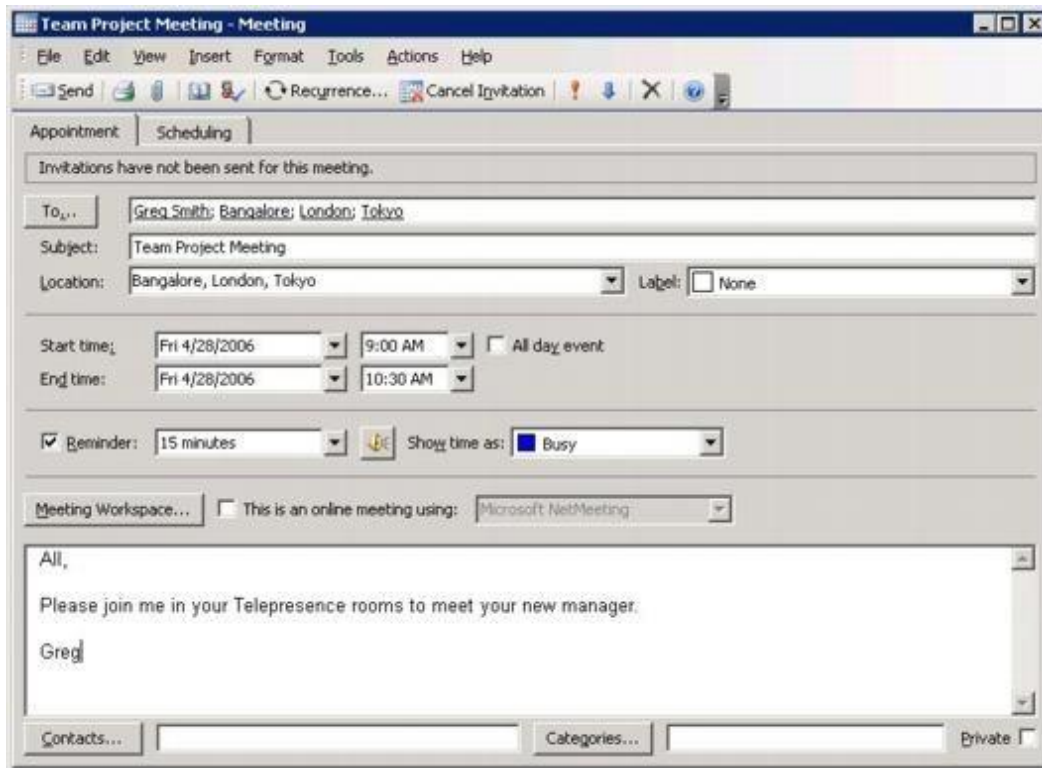 Team Project Meeting - Meeting
File Edit View Insert Format Tools Actions Help
Send Recurrence... Cancel Invitation
Appointment Scheduling
Invitations have not been sent for this meeting.
To... Greg Smith; Bangalore; London; Tokyo
Subject: Team Project Meeting
Location: Bangalore, London, Tokyo Label: None
Start time: Fri 4/28/2006 9:00 AM All day event
End time: Fri 4/28/2006 10:30 AM
Reminder: 15 minutes Show time as: Busy
Meeting Workspace... This is an online meeting using: Microsoft NetMeeting
All,
Please join me in your Telepresence rooms to meet your new manager.
Greg
Contacts... Categories... Private